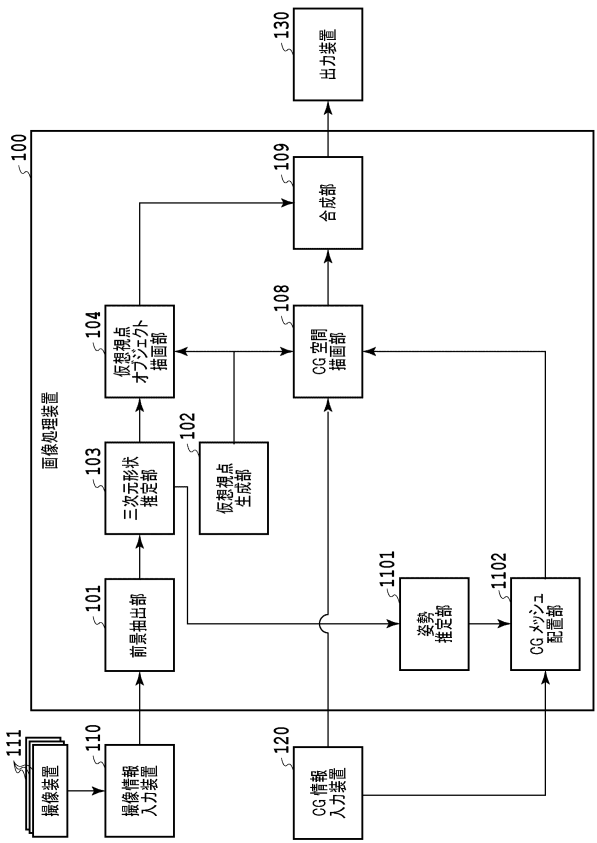 111
撮像装置
110
撮像情報
入力装置
120
CG 情報
入力装置
100
画像処理装置
101
前景抽出部
103
三次元形状
推定部
104
仮想視点
オブジェクト
描画部
102
仮想視点
生成部
1101
姿勢
推定部
1102
CG メッシュ
配置部
108
CG 空間
描画部
109
合成部
130
出力装置